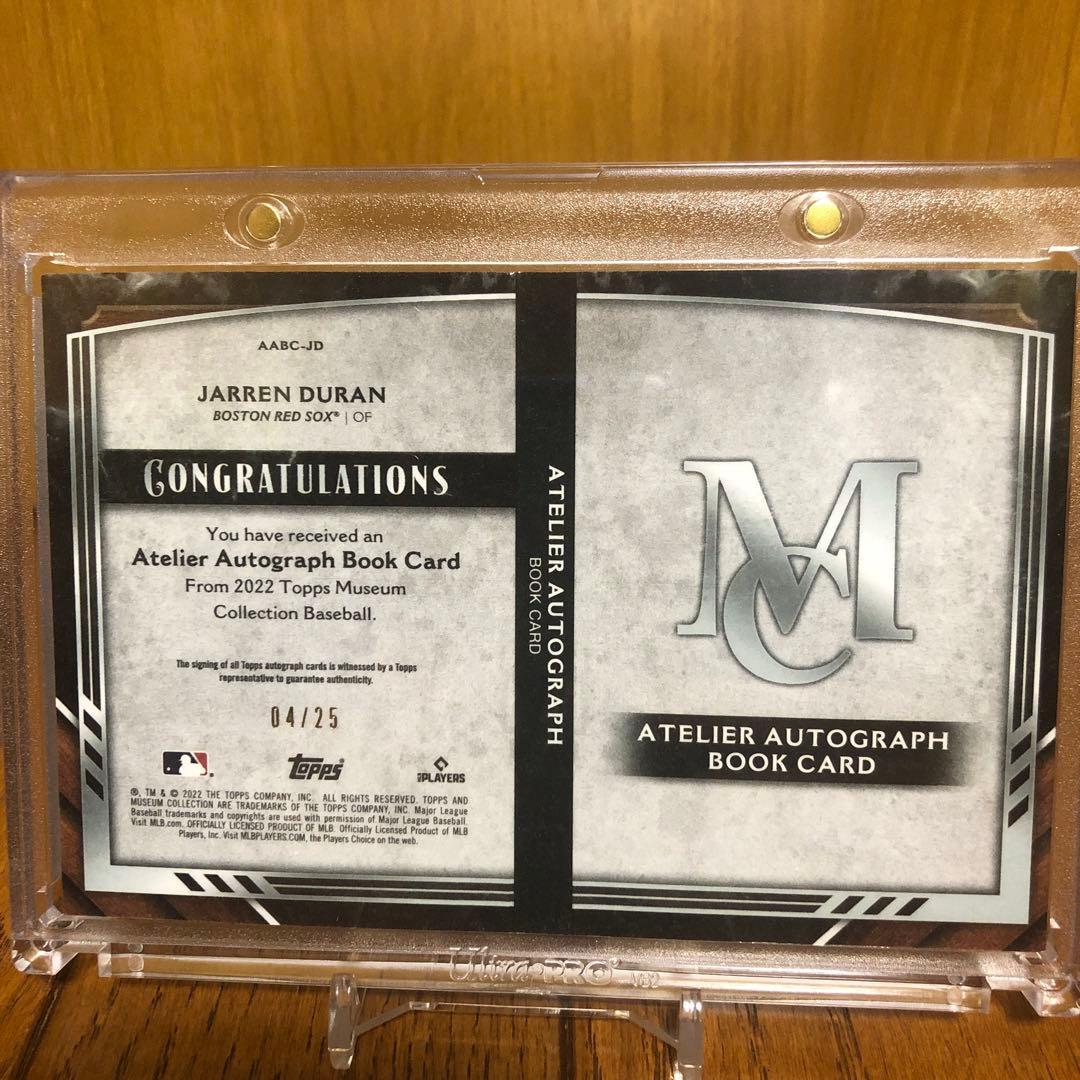 AABC-JD
JARREN DURAN
BOSTON RED SOX® | OF
CONGRATULATIONS
You have received an
Atelier Autograph Book Card
From 2022 Topps Museum
Collection Baseball.
The signing of all Topps autograph cards is witnessed by a Topps
representative to guarantee authenticity.
04/25
topps
MLBPLAYERS
®, TM & © 2022 THE TOPPS COMPANY, INC. ALL RIGHTS RESERVED. TOPPS AND
MUSEUM COLLECTION ARE TRADEMARKS OF THE TOPPS COMPANY, INC. Major League
Baseball trademarks and copyrights are used with permission of Major League Baseball.
Visit MLB.com. OFFICIALLY LICENSED PRODUCT OF MLB. Officially Licensed Product of MLB
Players, Inc. Visit MLBPLAYERS.COM, the Players Choice on the web.
ATELIER AUTOGRAPH
BOOK CARD
MC
ATELIER AUTOGRAPH
BOOK CARD
Ultra•PRO®